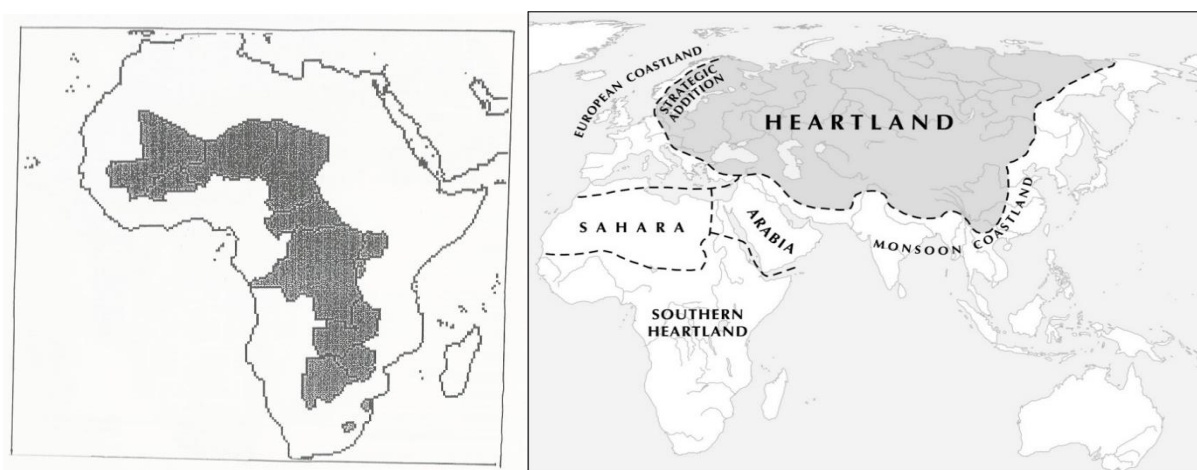 EUROPEAN COASTLAND
STRATEGIC
ADDITION
HEARTLAND
SAHARA
ARABIA
MONSOON COASTLAND
SOUTHERN
HEARTLAND